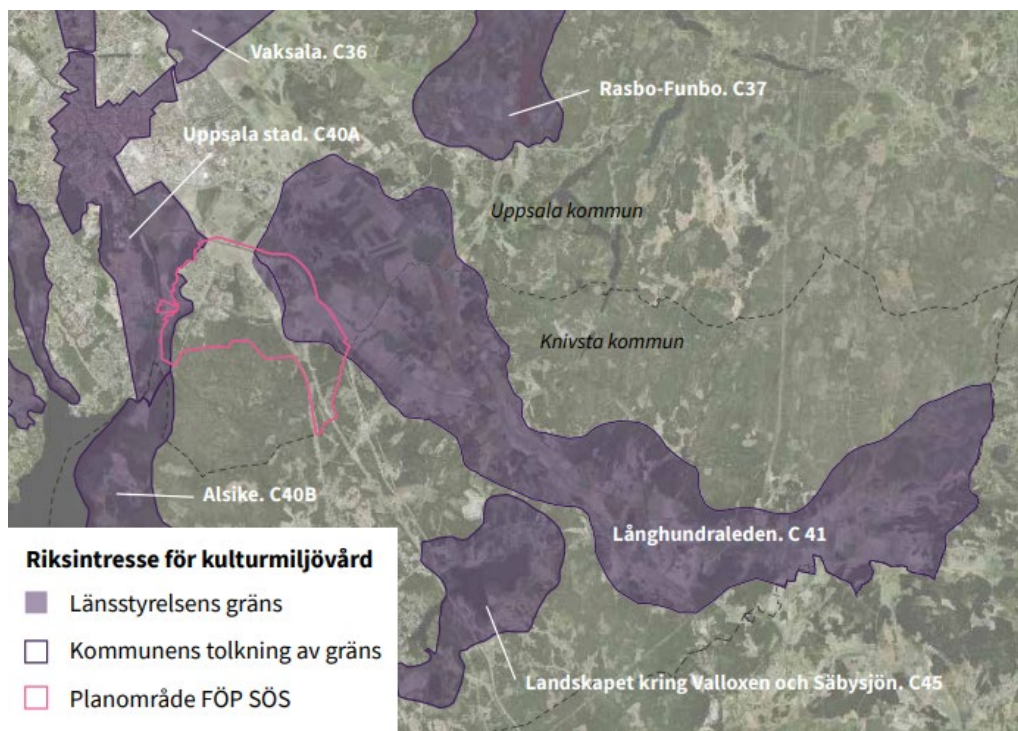 Vaksala. C36
Rasbo-Funbo. C37
Uppsala stad. C40A
Uppsala kommun
Knivsta kommun
Alsike. C40B
Långhundraleden. C 41
Landskapet kring Valloxen och Säbysjön. C45
Riksintresse för kulturmiljövård
Länsstyrelsens gräns
Kommunens tolkning av gräns
Planområde FÖP SÖS